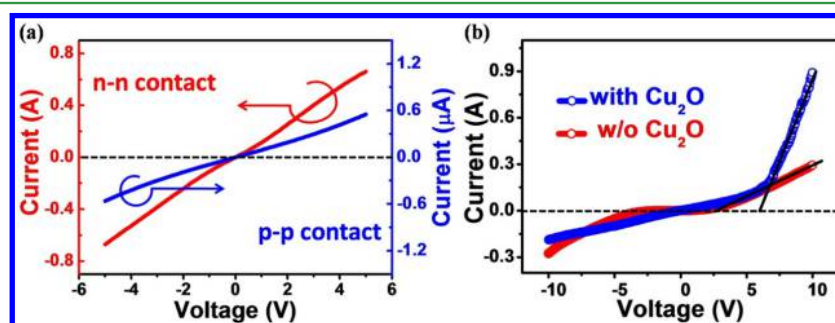 (a)
n-n contact
p-p contact
Current (A)
0.8
0.4
0.0
-0.4
-0.8
Current (μA)
1.2
0.6
0.0
-0.6
-1.2
-6 -4 -2 0 2 4 6
Voltage (V)
(b)
with Cu₂O
w/o Cu₂O
Current (A)
0.9
0.6
0.3
0.0
-0.3
-10 -5 0 5 10
Voltage (V)